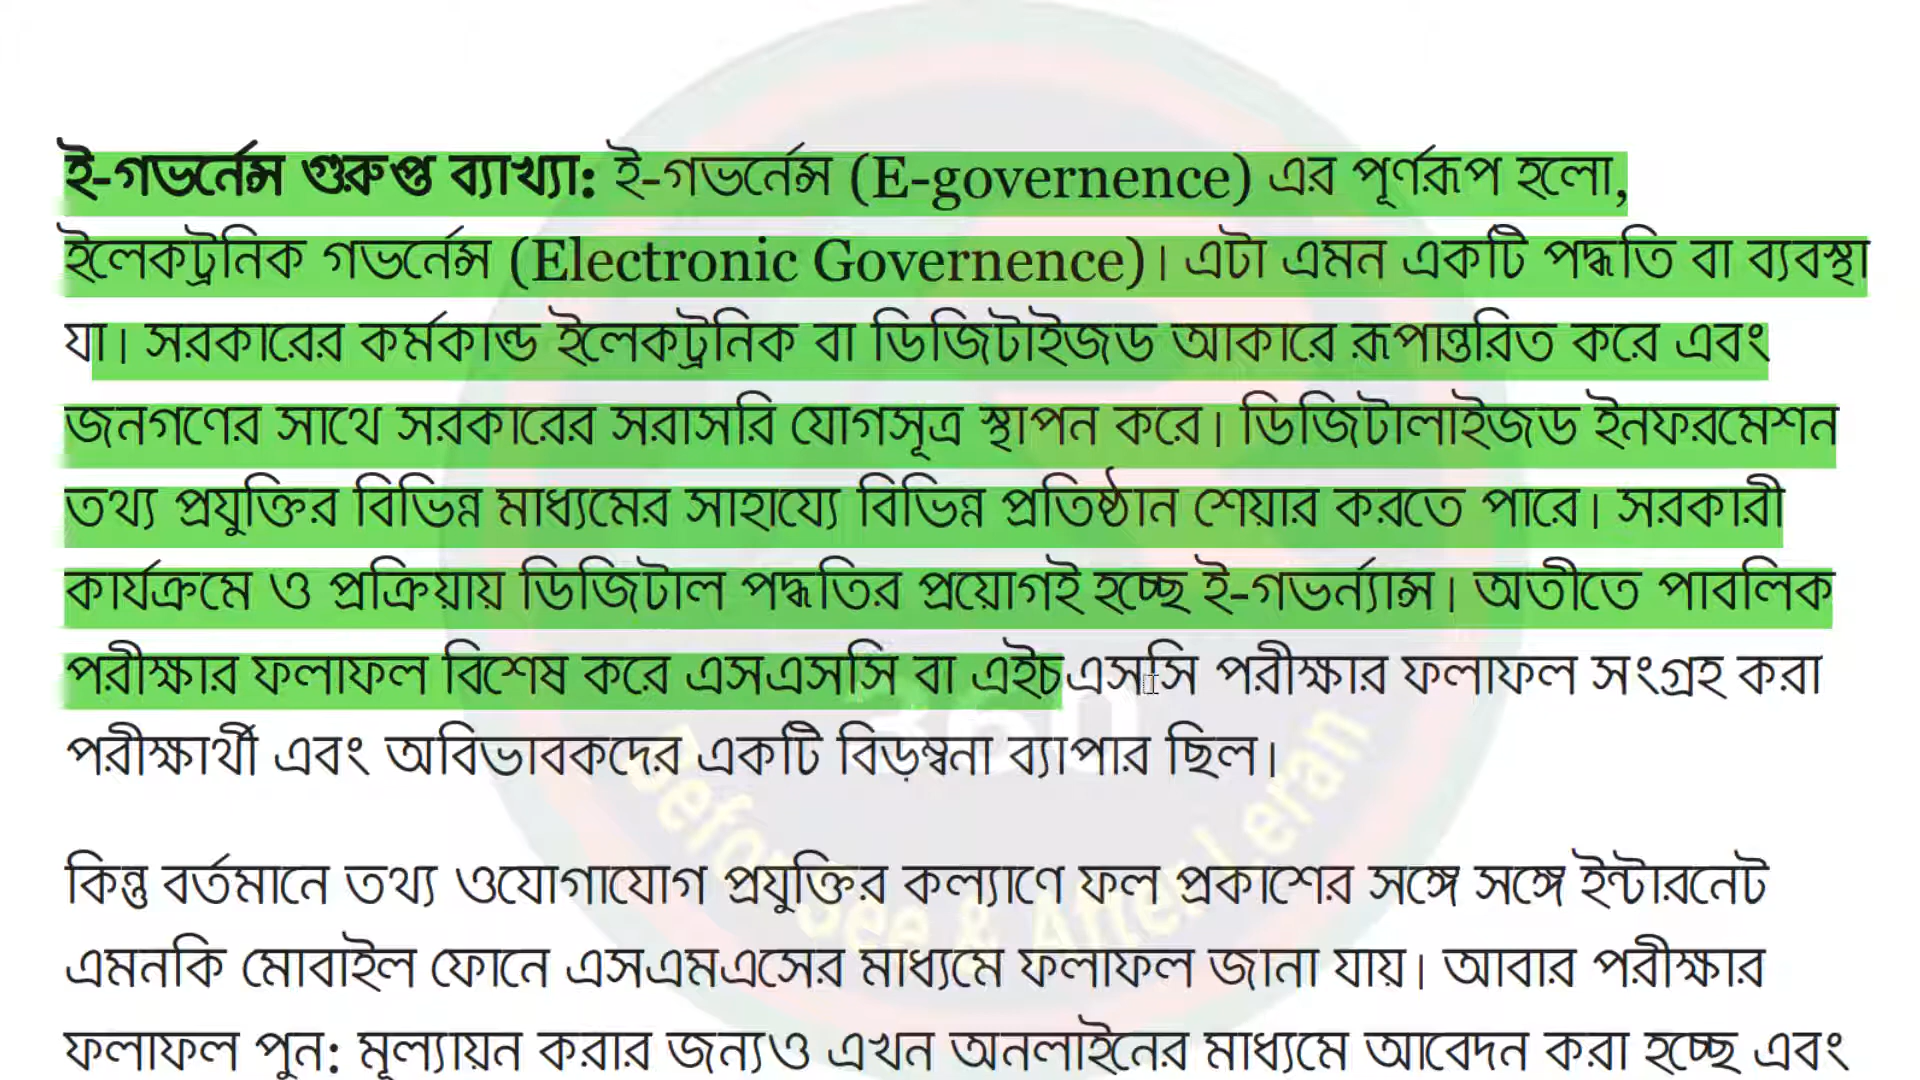 ই-গভর্নেন্স গুরুপ্ত ব্যাখ্যা: ই-গভর্নেন্স (E-governence) এর পূর্ণরূপ হলো,
ইলেকট্রনিক গভর্নেন্স (Electronic Governence)। এটা এমন একটি পদ্ধতি বা ব্যবস্থা
যা। সরকারের কর্মকান্ড ইলেকট্রনিক বা ডিজিটাইজড আকারে রূপান্তরিত করে এবং
জনগণের সাথে সরকারের সরাসরি যোগসূত্র স্থাপন করে। ডিজিটালাইজড ইনফরমেশন
তথ্য প্রযুক্তির বিভিন্ন মাধ্যমের সাহায্যে বিভিন্ন প্রতিষ্ঠান শেয়ার করতে পারে। সরকারী
কার্যক্রমে ও প্রক্রিয়ায় ডিজিটাল পদ্ধতির প্রয়োগই হচ্ছে ই-গভর্ন্যান্স। অতীতে পাবলিক
পরীক্ষার ফলাফল বিশেষ করে এসএসসি বা এইচএসসি পরীক্ষার ফলাফল সংগ্রহ করা
পরীক্ষার্থী এবং অবিভাবকদের একটি বিড়ম্বনা ব্যাপার ছিল।
360
Before See & After Leran
কিন্তু বর্তমানে তথ্য ওযোগাযোগ প্রযুক্তির কল্যাণে ফল প্রকাশের সঙ্গে সঙ্গে ইন্টারনেট
এমনকি মোবাইল ফোনে এসএমএসের মাধ্যমে ফলাফল জানা যায়। আবার পরীক্ষার
ফলাফল পুন: মূল্যায়ন করার জন্যও এখন অনলাইনের মাধ্যমে আবেদন করা হচ্ছে এবং